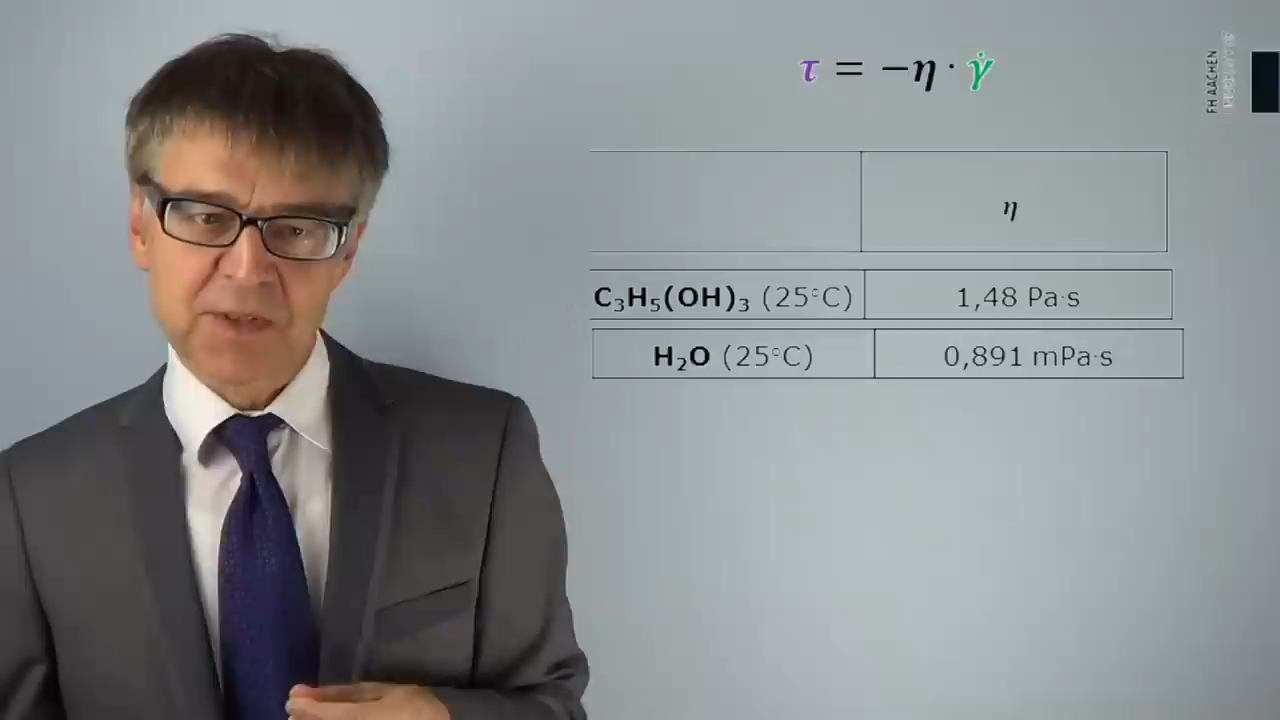 τ = −η · γ̇
FH AACHEN
η
C₃H₅(OH)₃ (25°C) 1,48 Pa·s
H₂O (25°C) 0,891 mPa·s